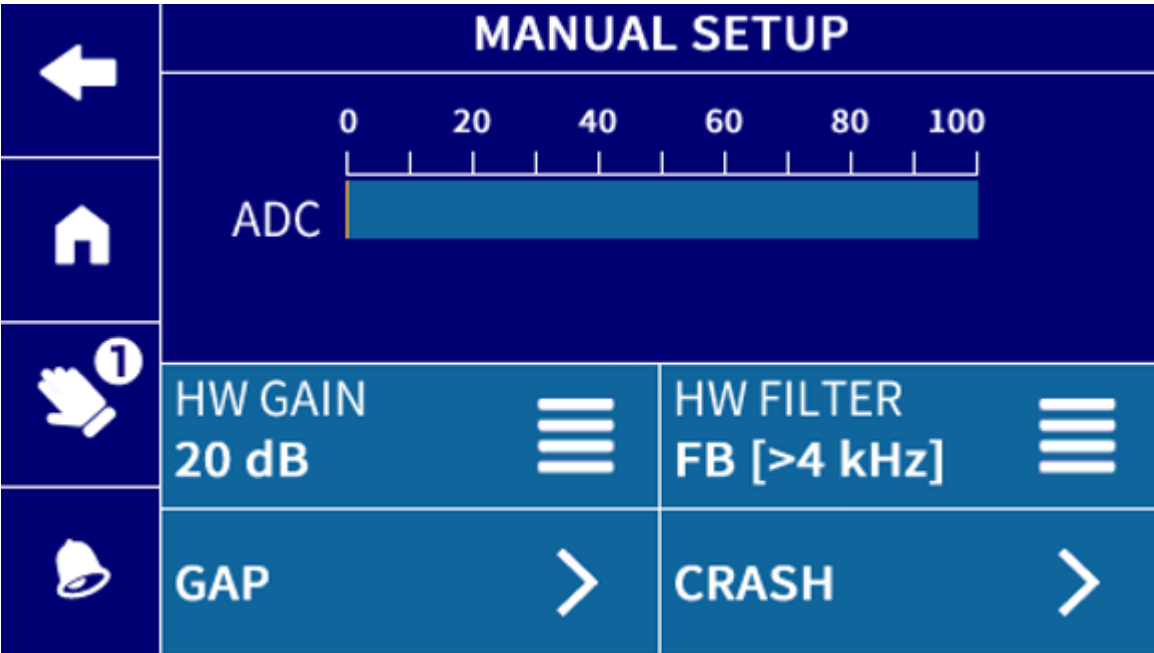 MANUAL SETUP
0 20 40 60 80 100
ADC
1
HW GAIN
20 dB
HW FILTER
FB [>4 kHz]
GAP
CRASH